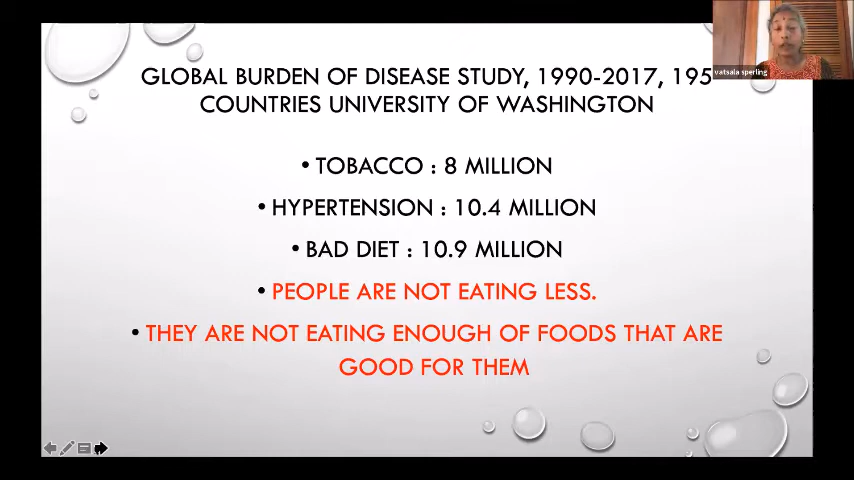 GLOBAL BURDEN OF DISEASE STUDY, 1990-2017, 195
COUNTRIES UNIVERSITY OF WASHINGTON
• TOBACCO : 8 MILLION
• HYPERTENSION : 10.4 MILLION
• BAD DIET : 10.9 MILLION
• PEOPLE ARE NOT EATING LESS.
• THEY ARE NOT EATING ENOUGH OF FOODS THAT ARE
GOOD FOR THEM
vatsala sperling